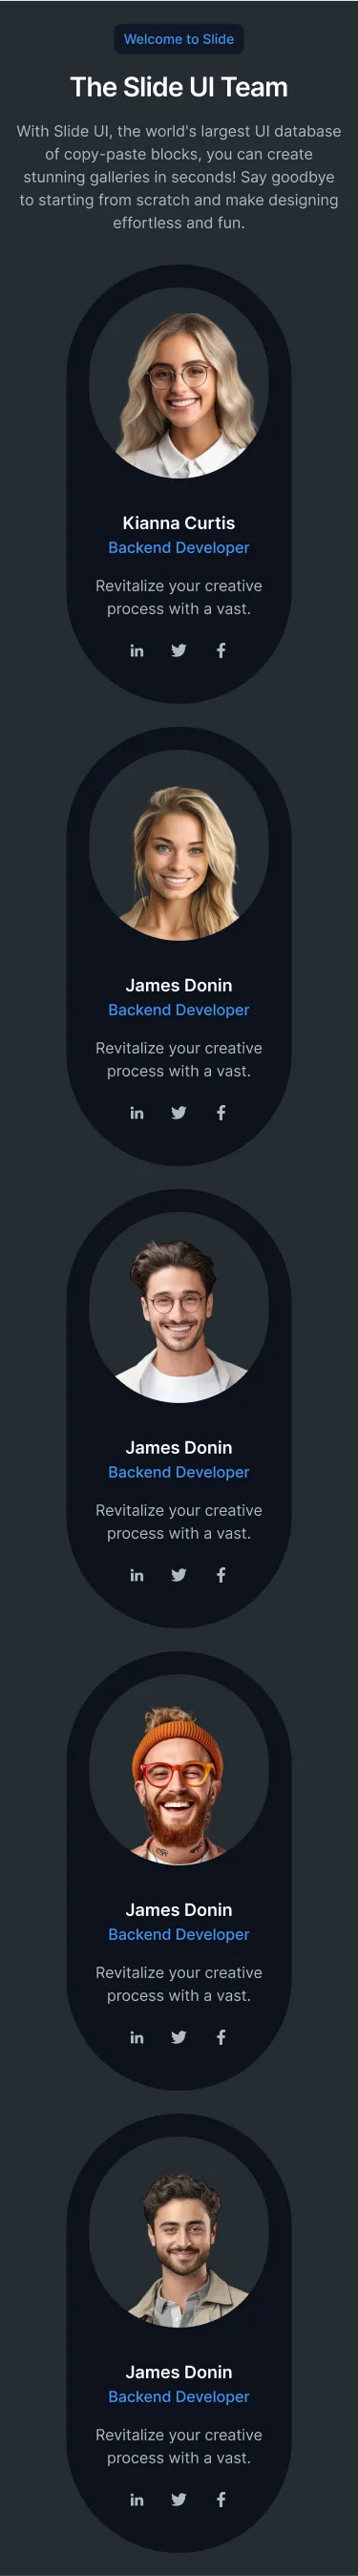 Welcome to Slide
The Slide UI Team
With Slide UI, the world's largest UI database
of copy-paste blocks, you can create
stunning galleries in seconds! Say goodbye
to starting from scratch and make designing
effortless and fun.
Kianna Curtis
Backend Developer
Revitalize your creative
process with a vast.
in
James Donin
Backend Developer
Revitalize your creative
process with a vast.
in
James Donin
Backend Developer
Revitalize your creative
process with a vast.
in
James Donin
Backend Developer
Revitalize your creative
process with a vast.
in
James Donin
Backend Developer
Revitalize your creative
process with a vast.
in